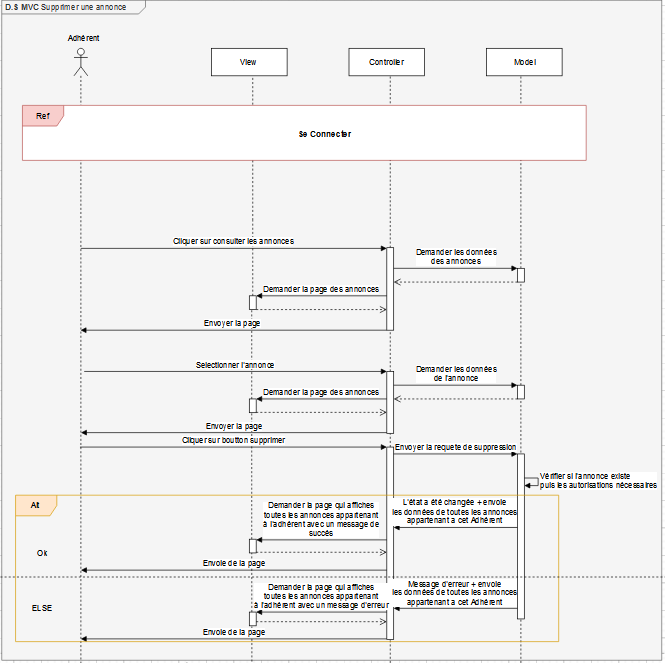 D.S MVC Supprimer une annonce
Adhérent
View
Controller
Model
Ref
Se Connecter
Cliquer sur consulter les annonces
Demander les données
des annonces
Demander la page des annonces
Envoyer la page
Selectionner l'annonce
Demander les données
de l'annonce
Demander la page des annonces
Envoyer la page
Cliquer sur boutton supprimer
Envoyer la requete de suppression
Vérifier si l'annonce existe
puis les autorisations nécessaires
Alt
L'état a été changée + envoie
les données de toutes les annonces
appartenant a cet Adhérent
Demander la page qui affiches
toutes les annonces appartenant
à l'adhérent avec un message de
succés
Ok
Envoie de la page
Message d'erreur + envoie
les données de toutes les annonces
appartenant a cet Adhérent
Demander la page qui affiches
toutes les annonces appartenant
à l'adhérent avec un message d'erreur
ELSE
Envoie de la page